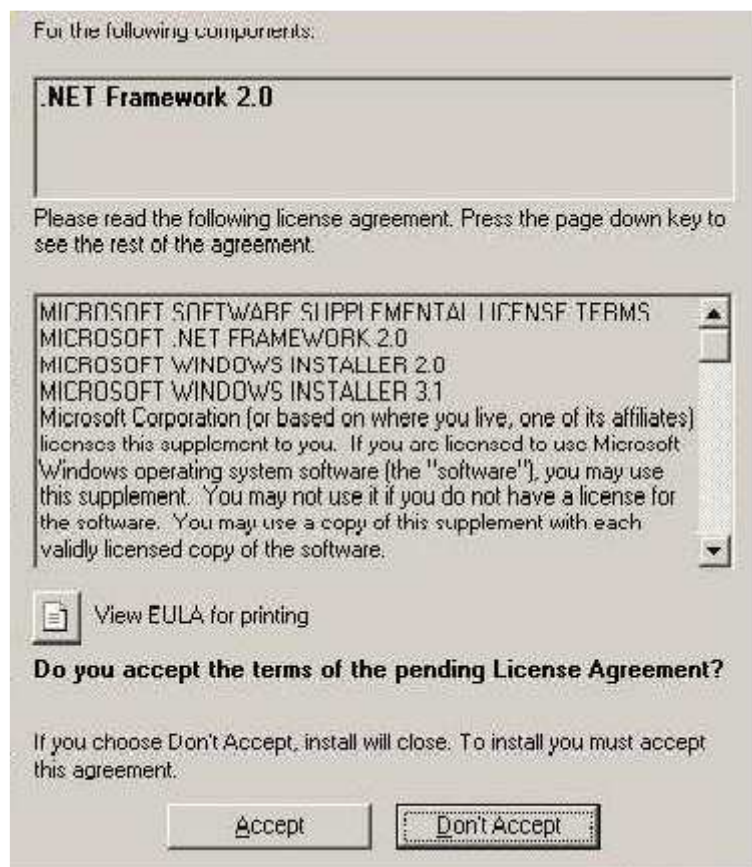 For the following components:
.NET Framework 2.0
Please read the following license agreement. Press the page down key to
see the rest of the agreement.
MICROSOFT SOFTWARE SUPPLEMENTAL LICENSE TERMS
MICROSOFT .NET FRAMEWORK 2.0
MICROSOFT WINDOWS INSTALLER 2.0
MICROSOFT WINDOWS INSTALLER 3.1
Microsoft Corporation (or based on where you live, one of its affiliates)
licenses this supplement to you.  If you are licensed to use Microsoft
Windows operating system software (the "software"), you may use
this supplement.  You may not use it if you do not have a license for
the software.  You may use a copy of this supplement with each
validly licensed copy of the software.
View EULA for printing
Do you accept the terms of the pending License Agreement?
If you choose Don't Accept, install will close. To install you must accept
this agreement.
Accept
Don't Accept